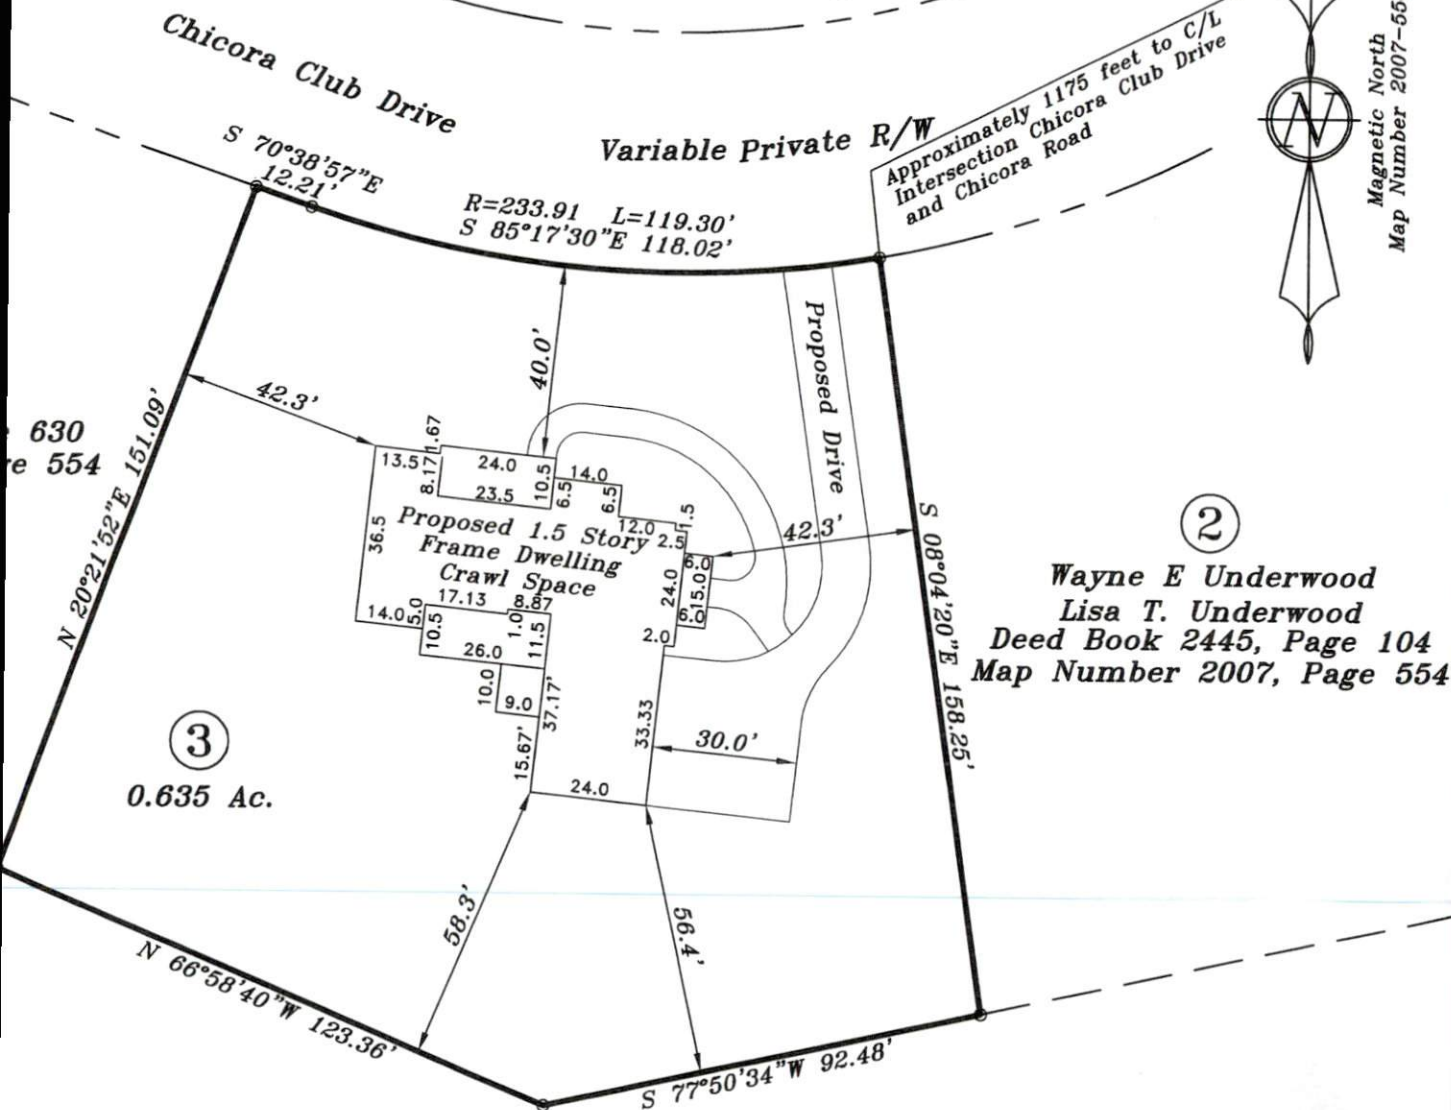 Chicora Club Drive
Variable Private R/W
Approximately 1175 feet to C/L
Intersection Chicora Club Drive
and Chicora Road
N
Magnetic North
Map Number 2007-55
S 70°38'57"E
12.21'
R=233.91 L=119.30'
S 85°17'30"E 118.02'
40.0'
Proposed Drive
42.3'
630
554
N 20°21'52"E 151.09'
13.5
1.67
8.17
24.0
23.5
10.5
14.0
6.5
6.5
12.0
1.5
2.5
42.3'
36.5
Proposed 1.5 Story
Frame Dwelling
Crawl Space
6.0
15.0
24.0
6.0
2.0
17.13
8.87
14.0
5.0
10.5
1.0
11.5
26.0
10.0
9.0
37.17'
15.67'
33.33
30.0'
24.0
S 08°04'20"E 158.25'
2
Wayne E Underwood
Lisa T. Underwood
Deed Book 2445, Page 104
Map Number 2007, Page 554
3
0.635 Ac.
58.3'
56.4'
N 66°58'40"W 123.36'
S 77°50'34"W 92.48'